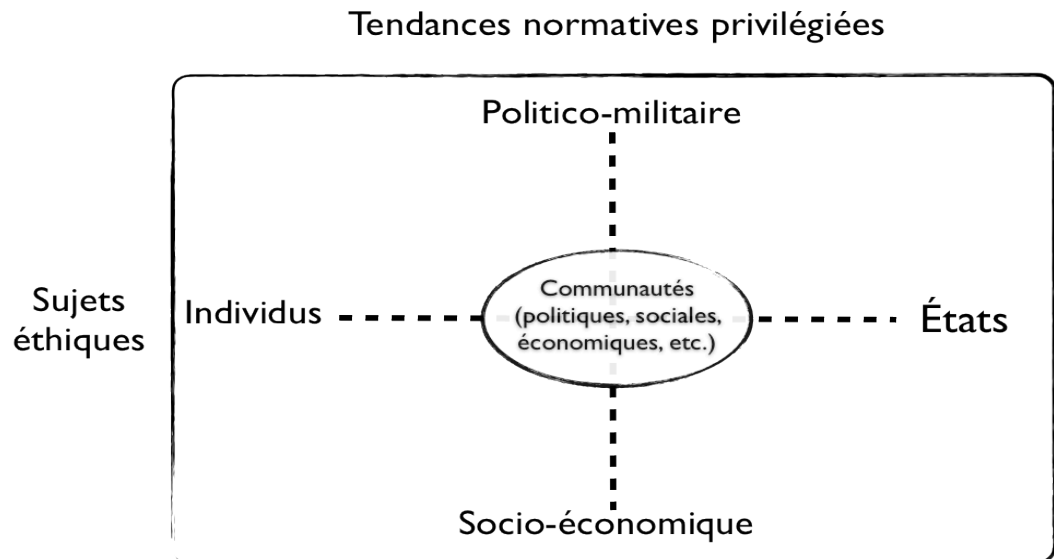 Tendances normatives privilégiées
Politico-militaire
Sujets
éthiques
Individus
Communautés
(politiques, sociales,
économiques, etc.)
États
Socio-économique